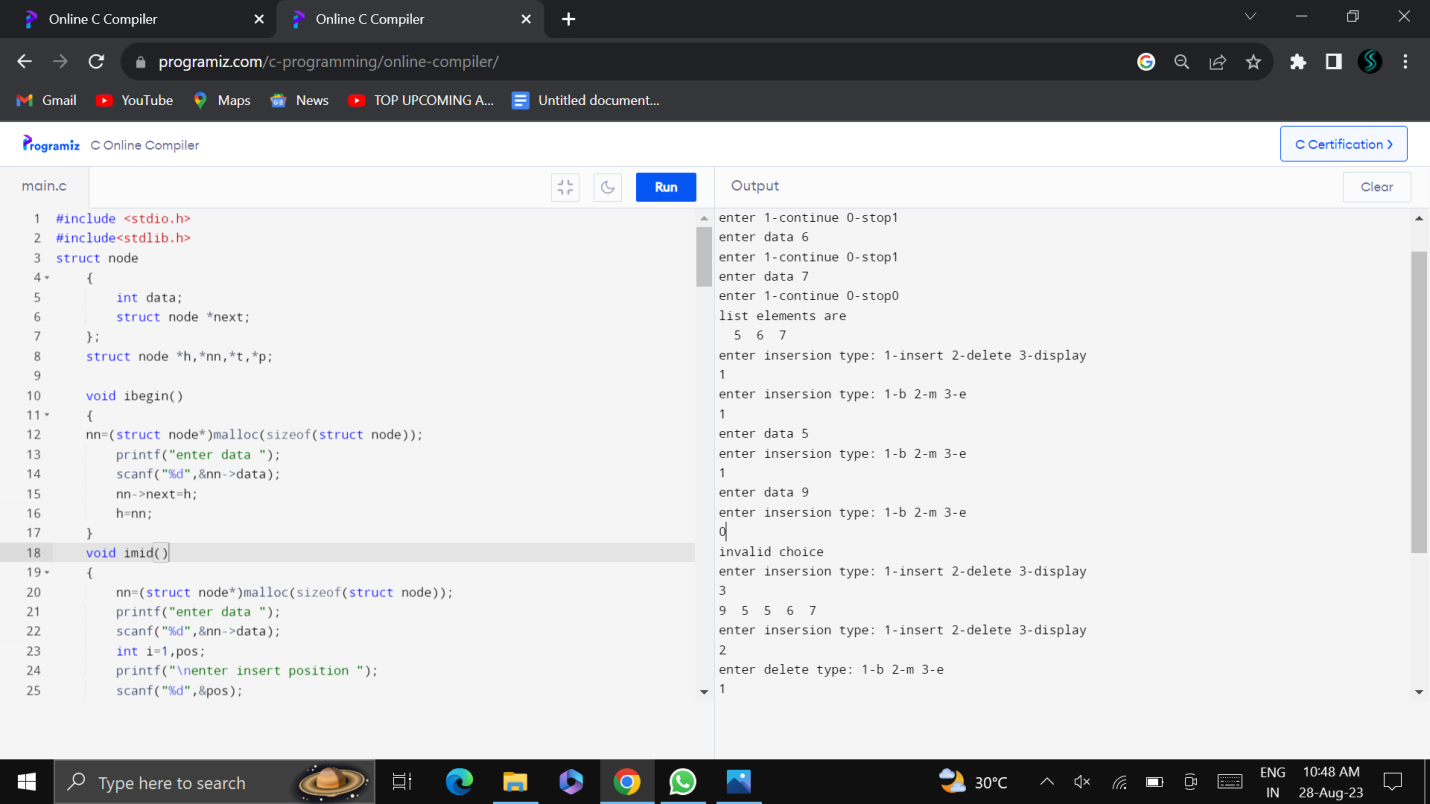 Online C Compiler
Online C Compiler
programiz.com/c-programming/online-compiler/
Gmail
YouTube
Maps
News
TOP UPCOMING A...
Untitled document...
Programiz
C Online Compiler
C Certification >
main.c
Run
Output
Clear
1 #include <stdio.h>
2 #include<stdlib.h>
3 struct node
4 {
5 int data;
6 struct node *next;
7 };
8 struct node *h,*nn,*t,*p;
9
10 void ibegin()
11 {
12 nn=(struct node*)malloc(sizeof(struct node));
13 printf("enter data ");
14 scanf("%d",&nn->data);
15 nn->next=h;
16 h=nn;
17 }
18 void imid()
19 {
20 nn=(struct node*)malloc(sizeof(struct node));
21 printf("enter data ");
22 scanf("%d",&nn->data);
23 int i=1,pos;
24 printf("\nenter insert position ");
25 scanf("%d",&pos);
enter 1-continue 0-stop1
enter data 6
enter 1-continue 0-stop1
enter data 7
enter 1-continue 0-stop0
list elements are
5 6 7
enter insersion type: 1-insert 2-delete 3-display
1
enter insersion type: 1-b 2-m 3-e
1
enter data 5
enter insersion type: 1-b 2-m 3-e
1
enter data 9
enter insersion type: 1-b 2-m 3-e
0
invalid choice
enter insersion type: 1-insert 2-delete 3-display
3
9 5 5 6 7
enter insersion type: 1-insert 2-delete 3-display
2
enter delete type: 1-b 2-m 3-e
1
Type here to search
30°C
ENG
IN
10:48 AM
28-Aug-23